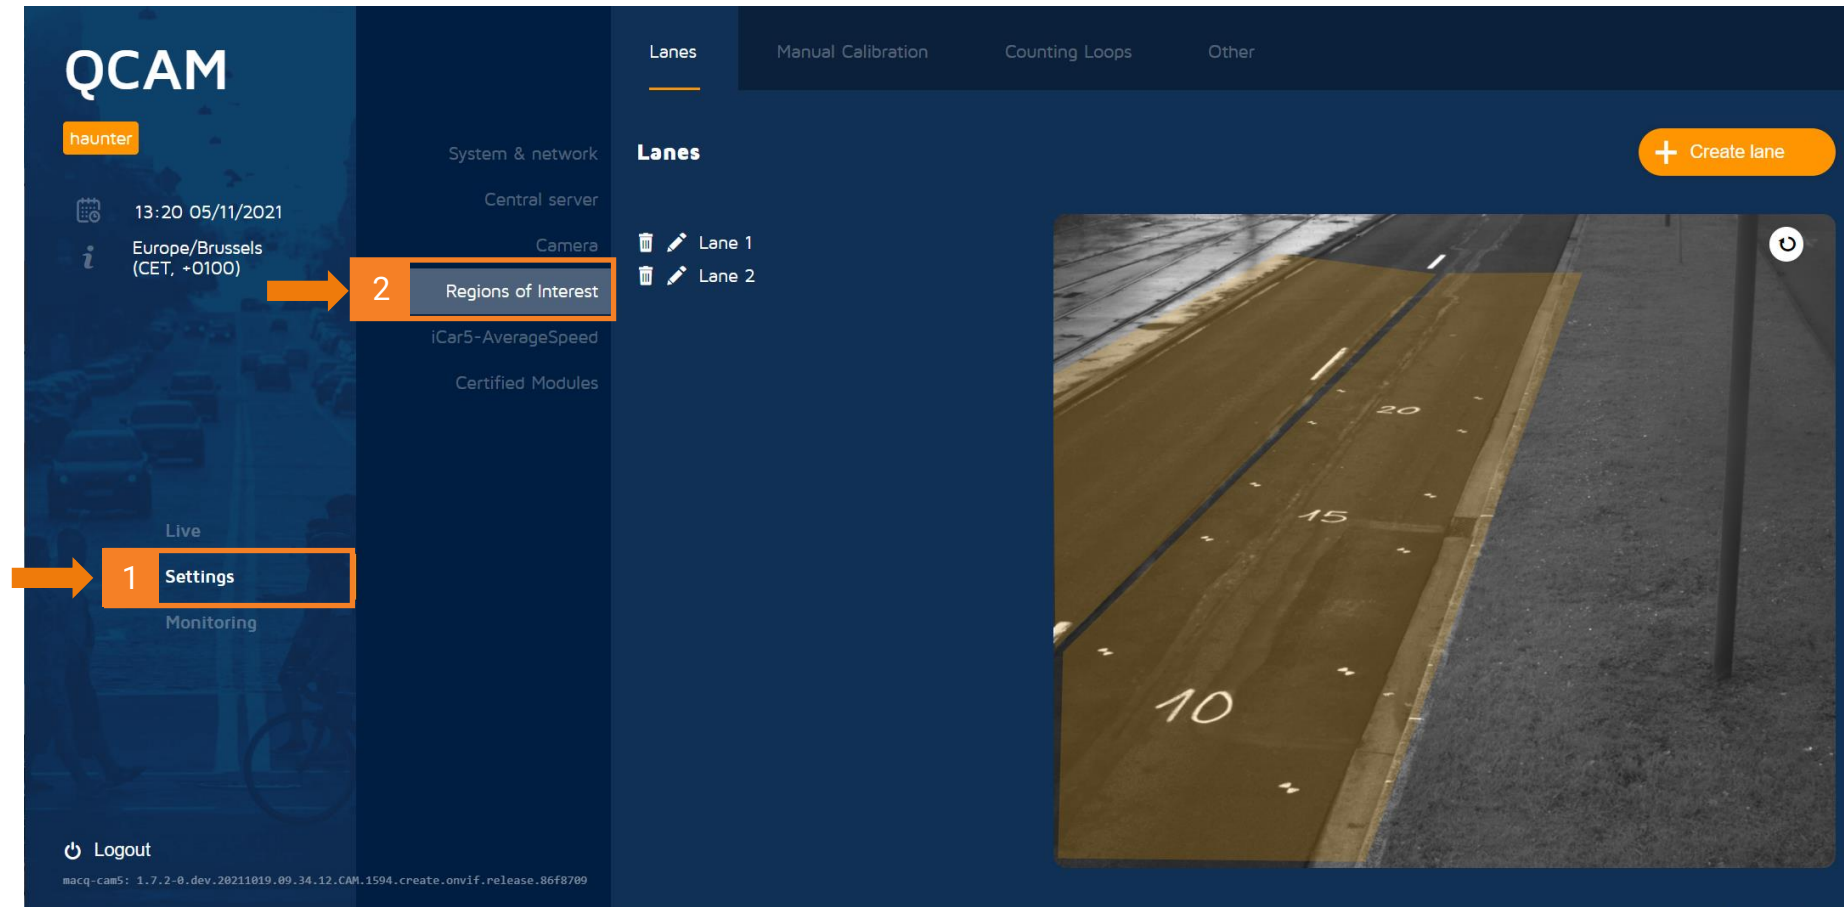 QCAM
haunter
13:20 05/11/2021
Europe/Brussels
(CET, +0100)
Live
1 Settings
Monitoring
Logout
macq-cam5: 1.7.2-0.dev.20211019.09.34.12.CAM.1594.create.onvif.release.86f8709
System & network
Central server
Camera
2 Regions of Interest
iCar5-AverageSpeed
Certified Modules
Lanes Manual Calibration Counting Loops Other
Lanes
+ Create lane
Lane 1
Lane 2
20
15
10